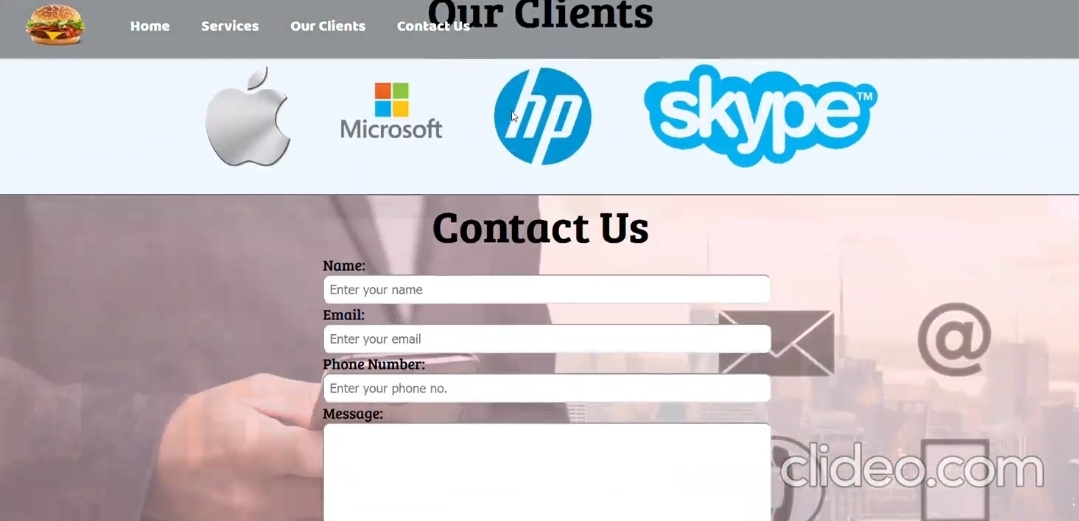 Our Clients
Home Services Our Clients Contact Us
Microsoft
hp
skype™
Contact Us
Name:
Enter your name
Email:
Enter your email
Phone Number:
Enter your phone no.
Message:
@
clideo.com